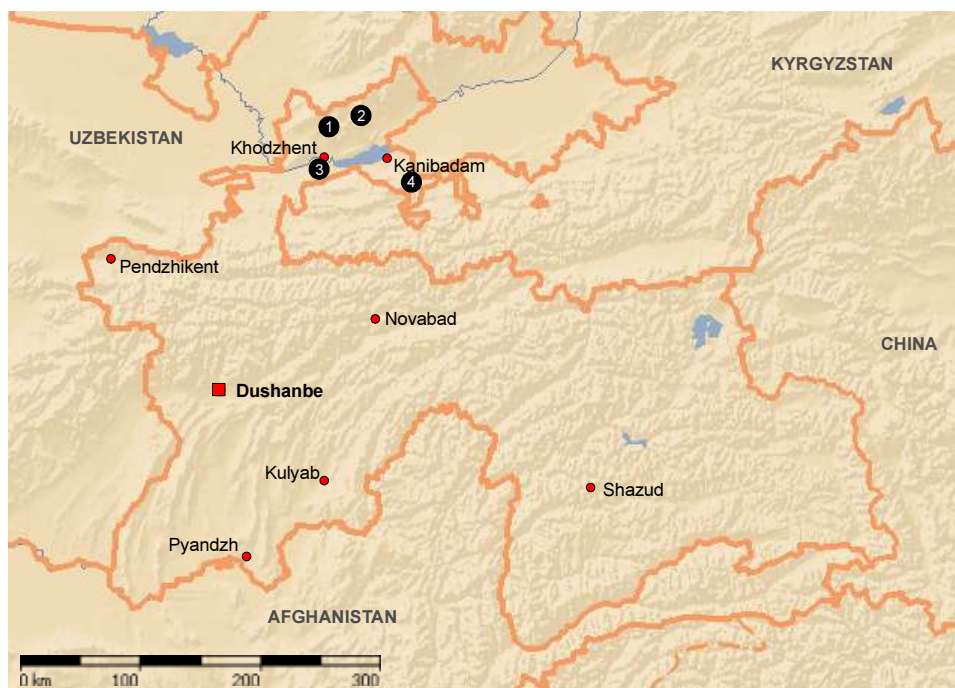 KYRGYZSTAN
2
1
UZBEKISTAN
Khodzhent
Kanibadam
3
4
Pendzhikent
Novabad
CHINA
Dushanbe
Kulyab
Shazud
Pyandzh
AFGHANISTAN
0 km 100 200 300